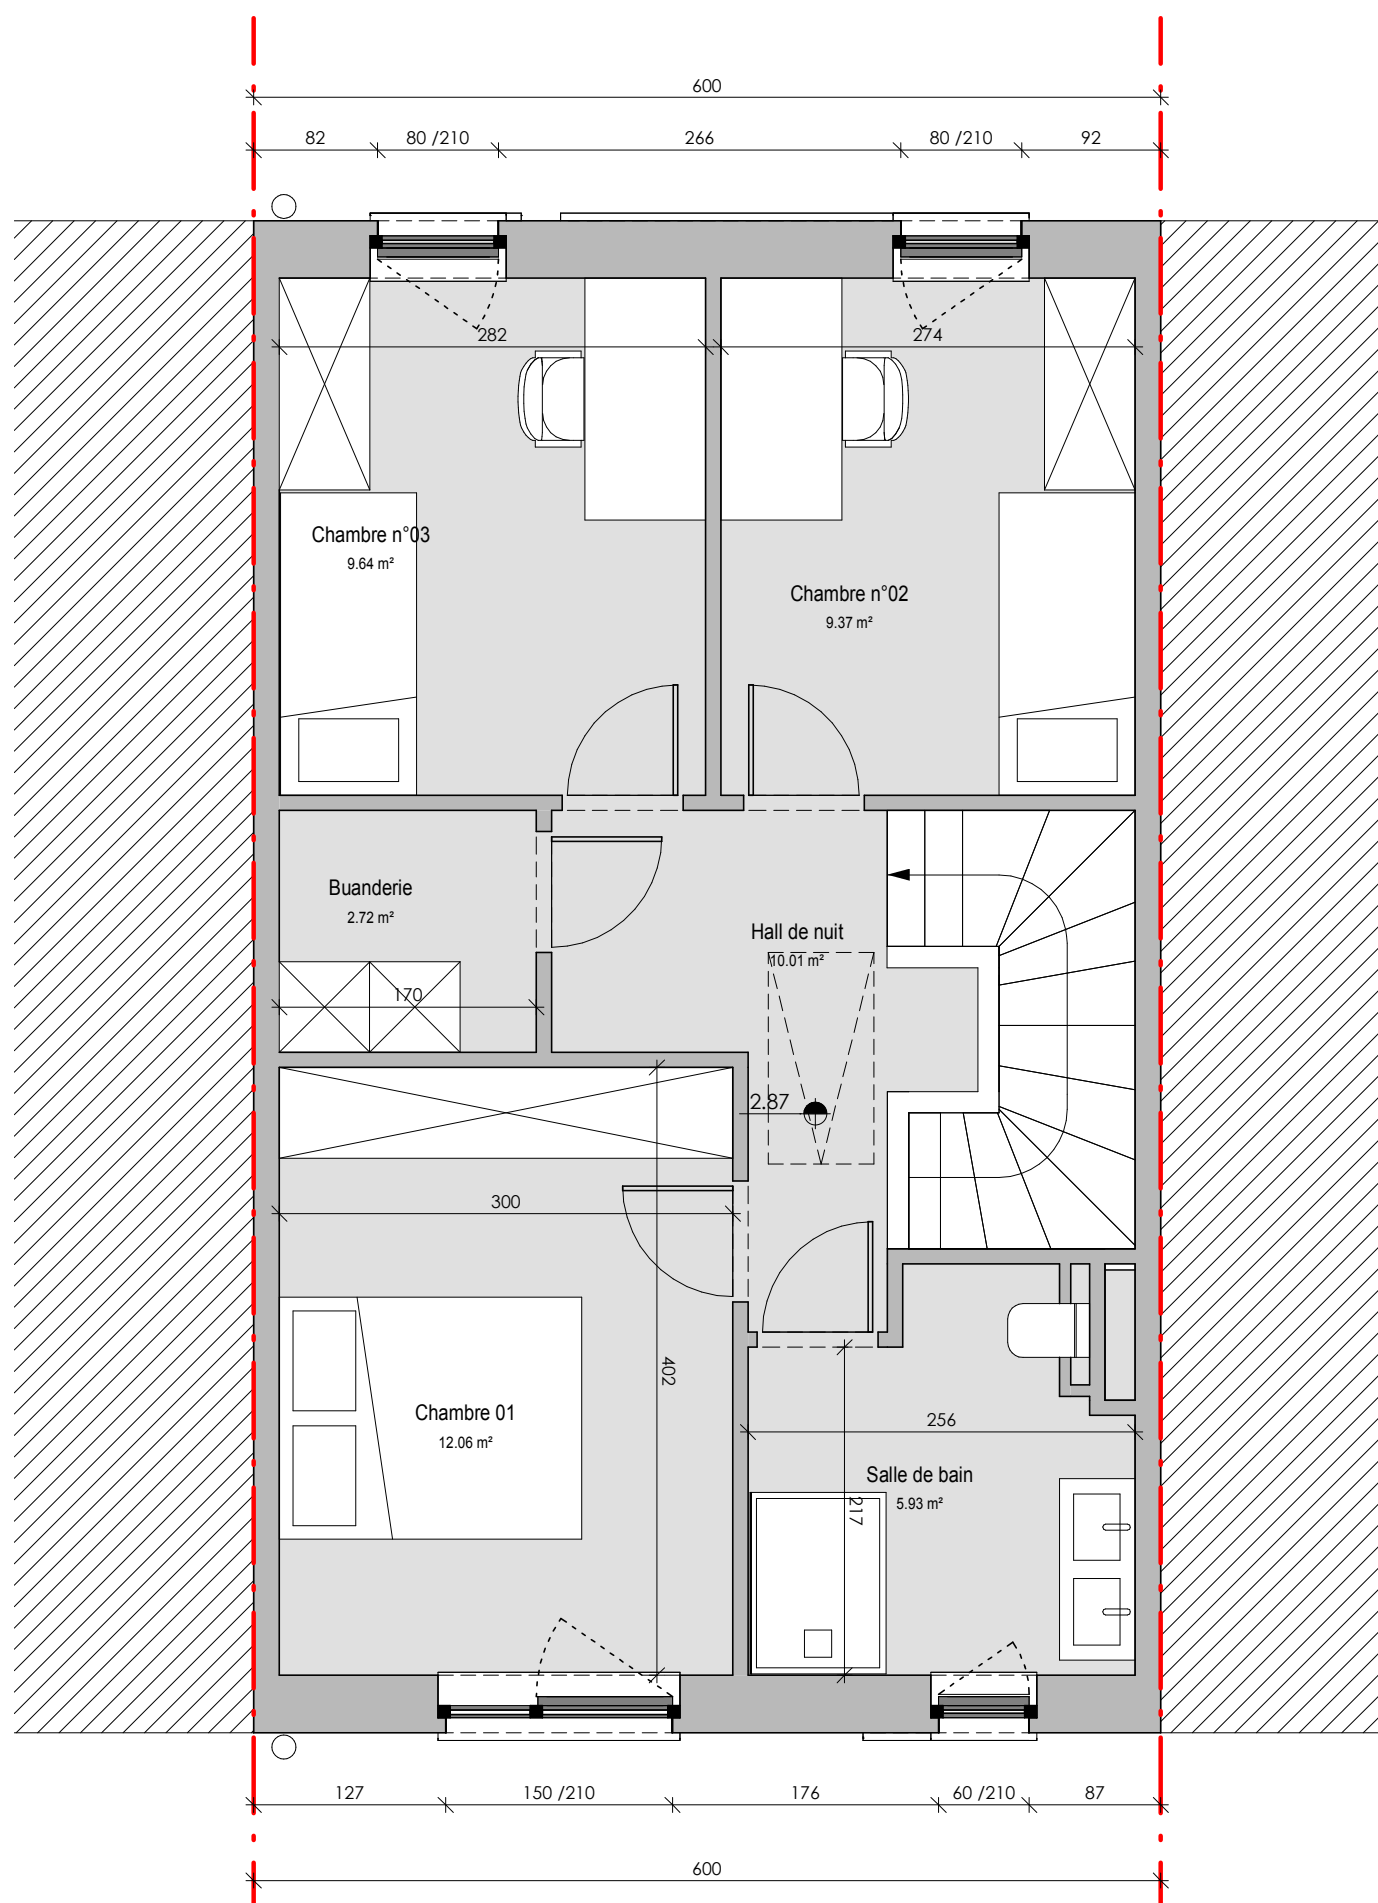 600
82
80 /210
266
80 /210
92
282
274
Chambre n°03
9.64 m²
Chambre n°02
9.37 m²
Buanderie
2.72 m²
Hall de nuit
10.01 m²
170
2.87
300
402
Chambre 01
12.06 m²
256
Salle de bain
5.93 m²
217
127
150 /210
176
60 /210
87
600